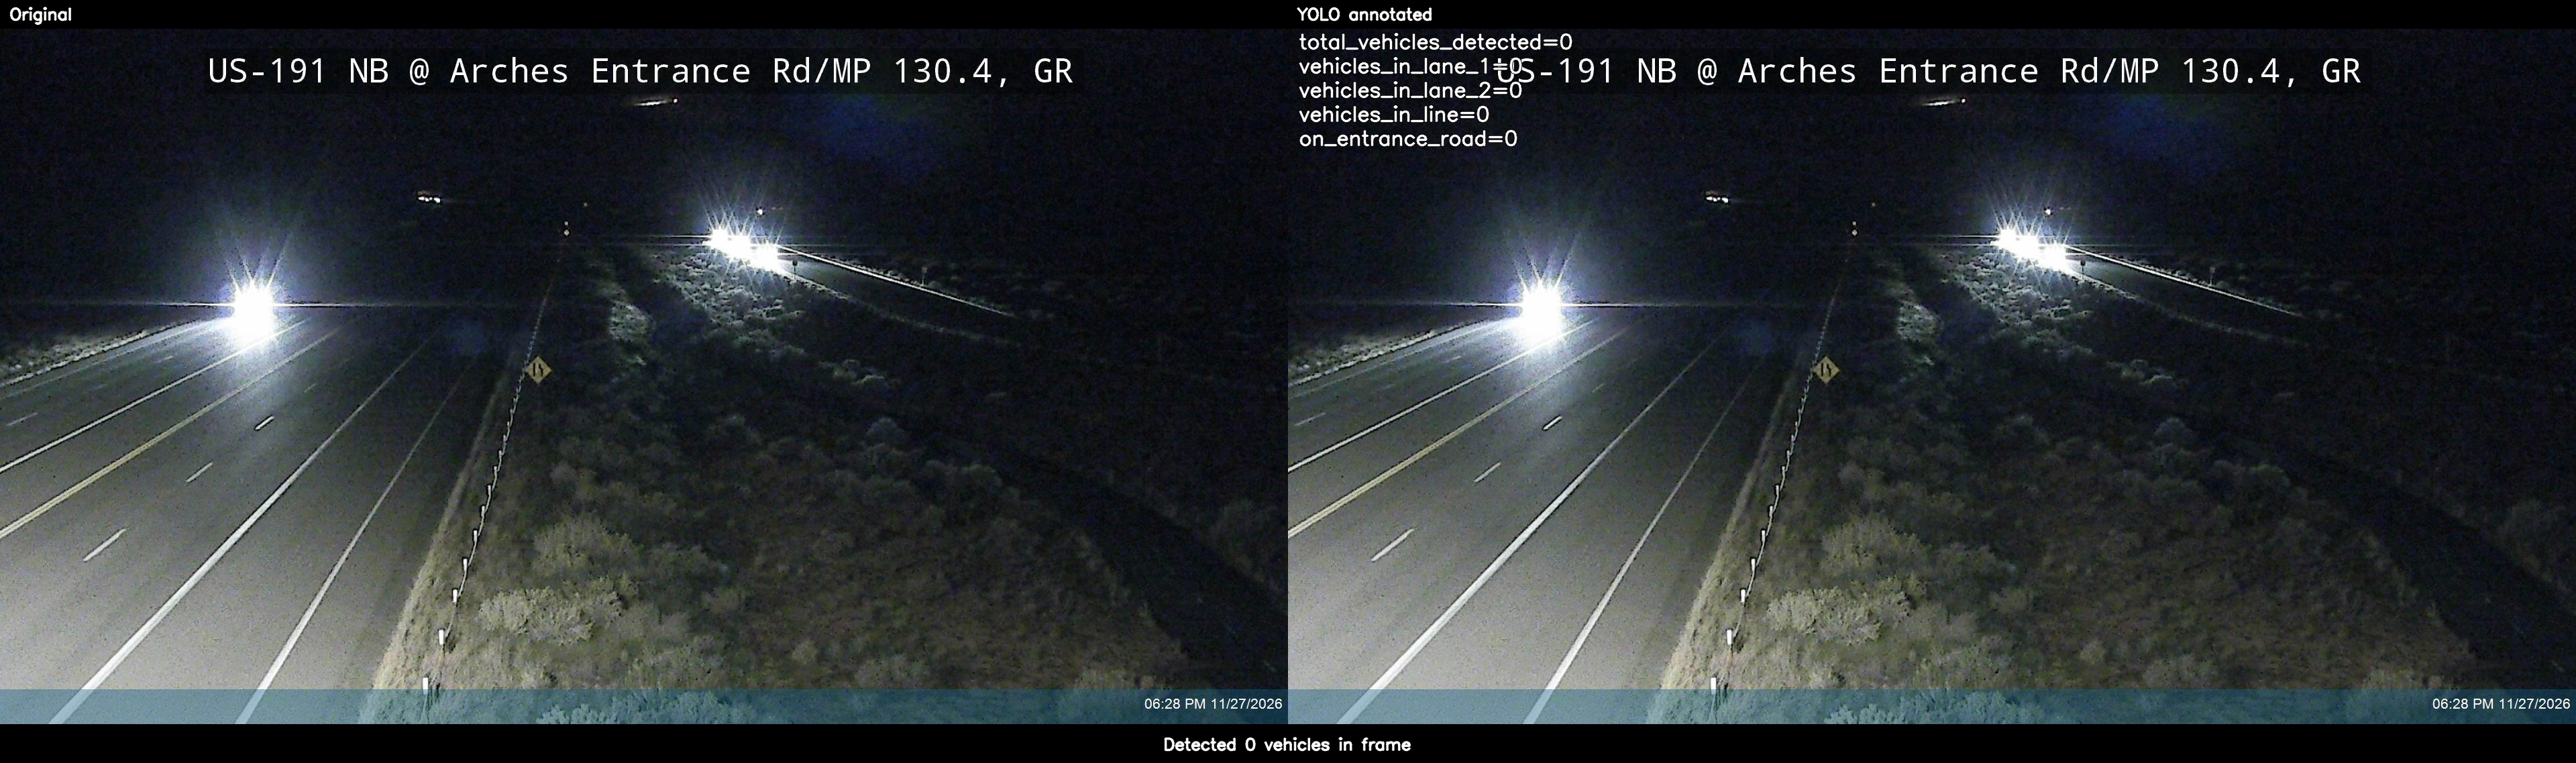 Original
US-191 NB @ Arches Entrance Rd/MP 130.4, GR
06:28 PM 11/27/2026
YOLO annotated
total_vehicles_detected=0
vehicles_in_lane_1=0
US-191 NB @ Arches Entrance Rd/MP 130.4, GR
vehicles_in_lane_2=0
vehicles_in_line=0
on_entrance_road=0
06:28 PM 11/27/2026
Detected 0 vehicles in frame